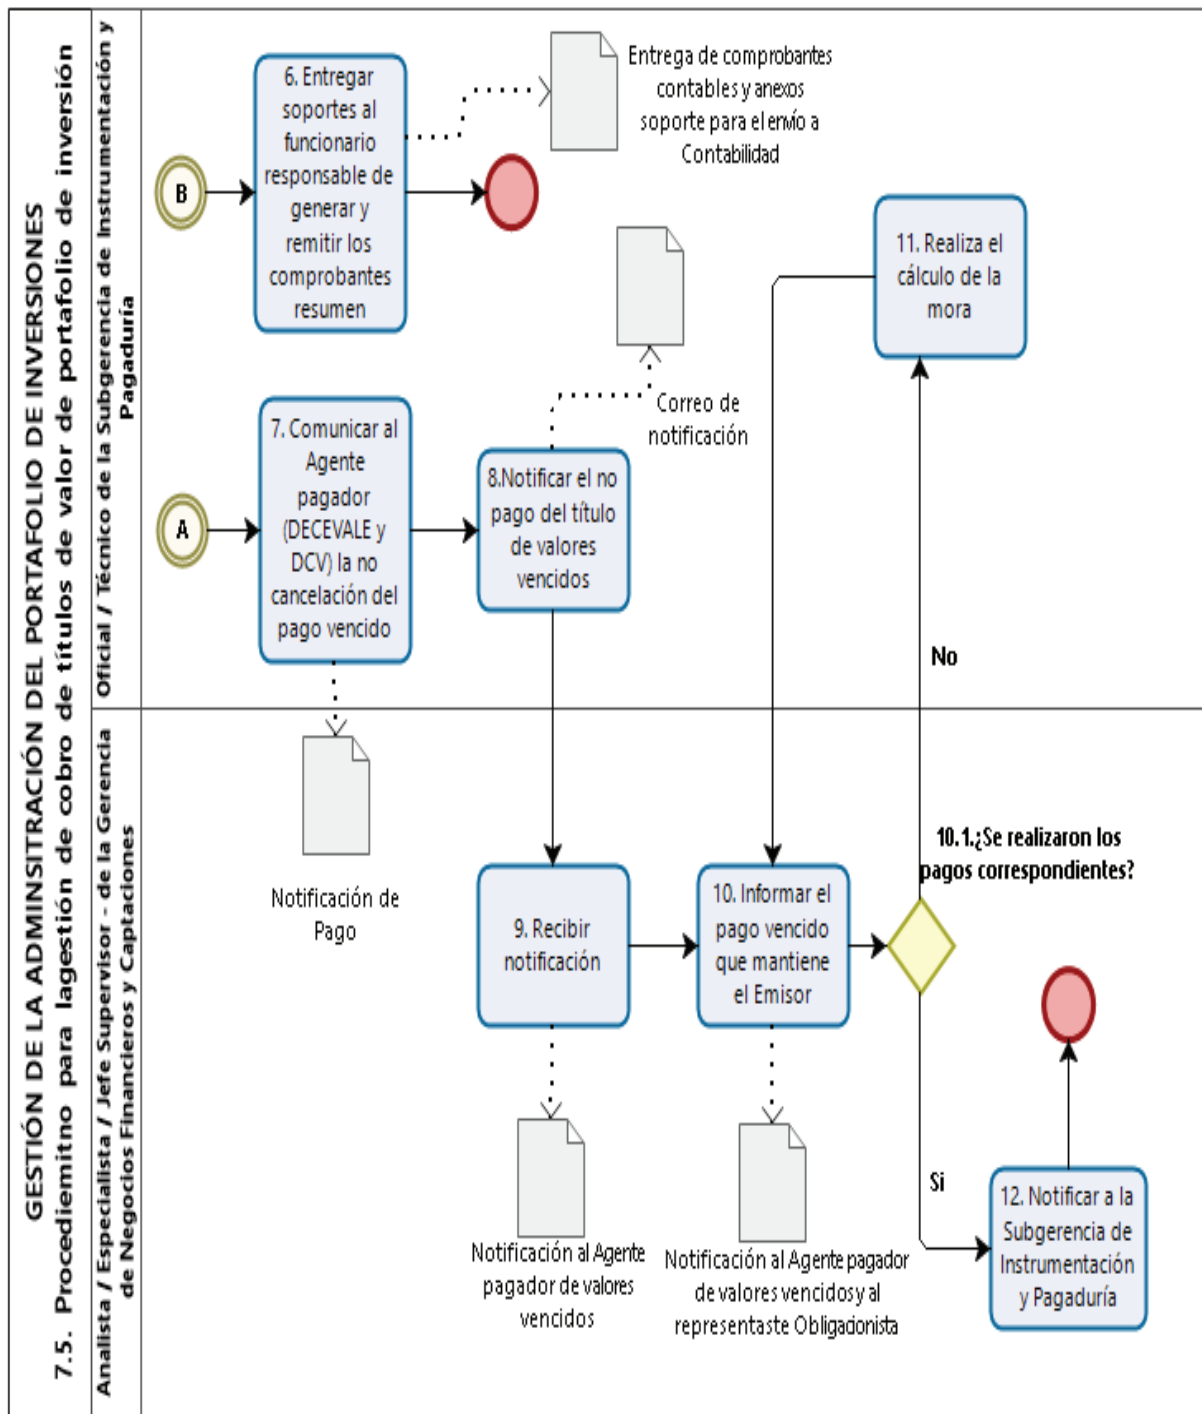 GESTIÓN DE LA ADMINSITRACIÓN DEL PORTAFOLIO DE INVERSIONES
7.5. Procediemitno para lagestión de cobro de títulos de valor de portafolio de inversión
Oficial / Técnico de la Subgerencia de Instrumentación y
Pagaduría
B
6. Entregar
soportes al
funcionario
responsable de
generar y
remitir los
comprobantes
resumen
Entrega de comprobantes
contables y anexos
soporte para el envío a
Contabilidad
11. Realiza el
cálculo de la
mora
A
7. Comunicar al
Agente
pagador
(DECEVALE y
DCV) la no
cancelación del
pago vencido
8.Notificar el no
pago del título
de valores
vencidos
Correo de
notificación
No
Analista / Especialista / Jefe Supervisor - de la Gerencia
de Negocios Financieros y Captaciones
Notificación de
Pago
9. Recibir
notificación
10. Informar el
pago vencido
que mantiene
el Emisor
10.1.¿Se realizaron los
pagos correspondientes?
Si
12. Notificar a la
Subgerencia de
Instrumentación
y Pagaduría
Notificación al Agente
pagador de valores
vencidos
Notificación al Agente pagador
de valores vencidos y al
representaste Obligacionista